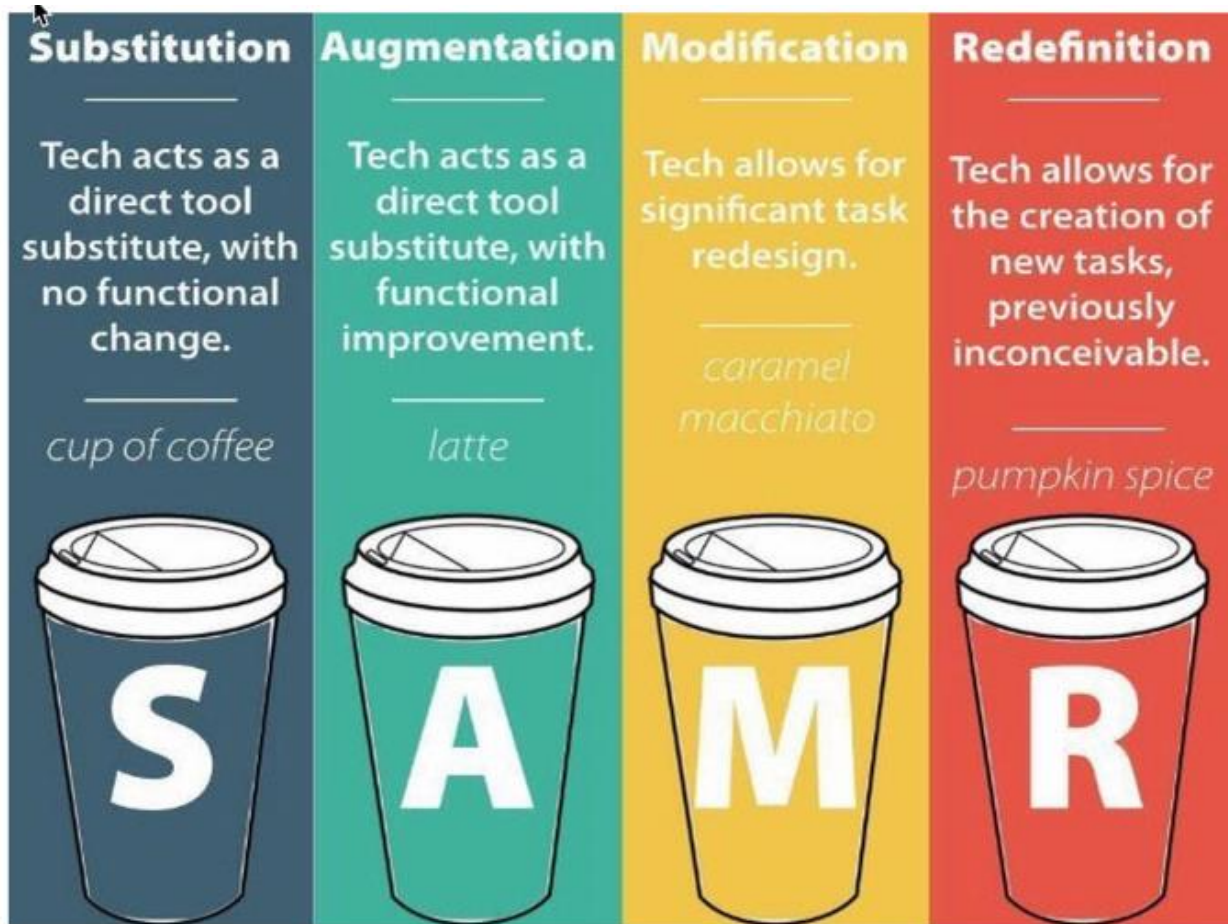 Substitution
Tech acts as a
direct tool
substitute, with
no functional
change.
cup of coffee
S
Augmentation
Tech acts as a
direct tool
substitute, with
functional
improvement.
latte
A
Modification
Tech allows for
significant task
redesign.
caramel
macchiato
M
Redefinition
Tech allows for
the creation of
new tasks,
previously
inconceivable.
pumpkin spice
R